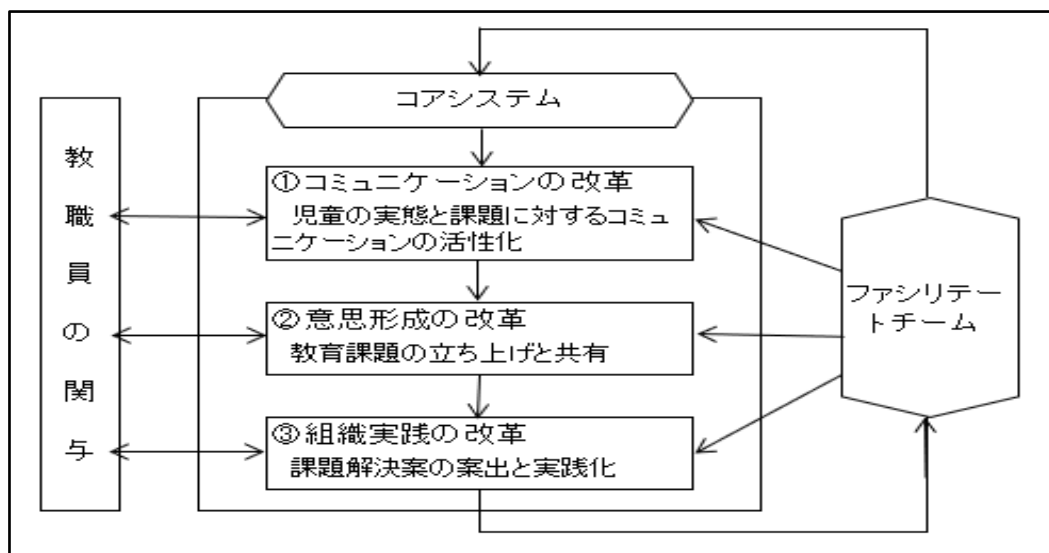 コアシステム
教職員の関与
①コミュニケーションの改革
児童の実態と課題に対するコミュ
ニケーションの活性化
②意思形成の改革
教育課題の立ち上げと共有
③組織実践の改革
課題解決案の案出と実践化
ファシリテー
トチーム